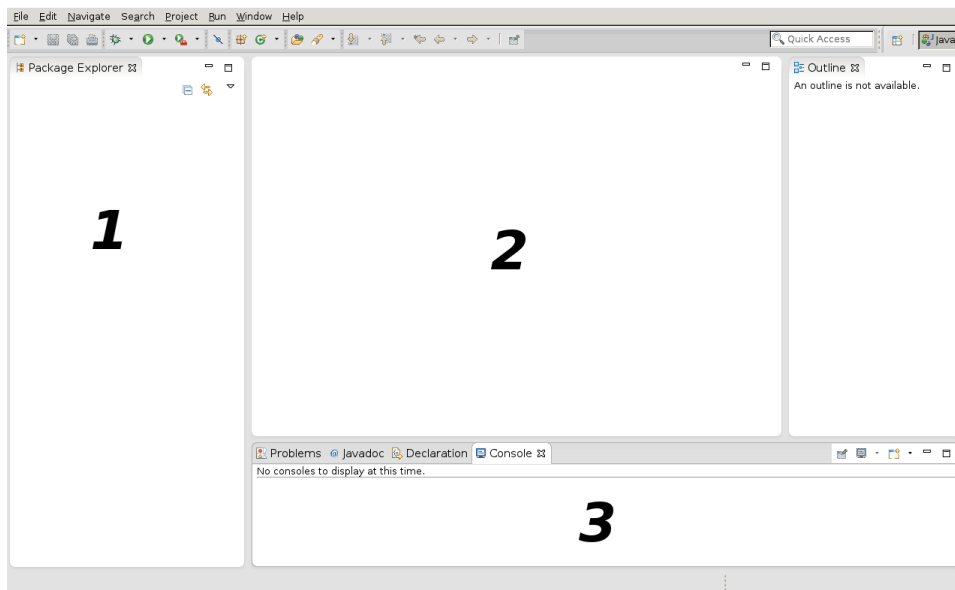 File Edit Navigate Search Project Run Window Help
Quick Access
Java
Package Explorer
Outline
An outline is not available.
1
2
Problems @ Javadoc Declaration Console
No consoles to display at this time.
3